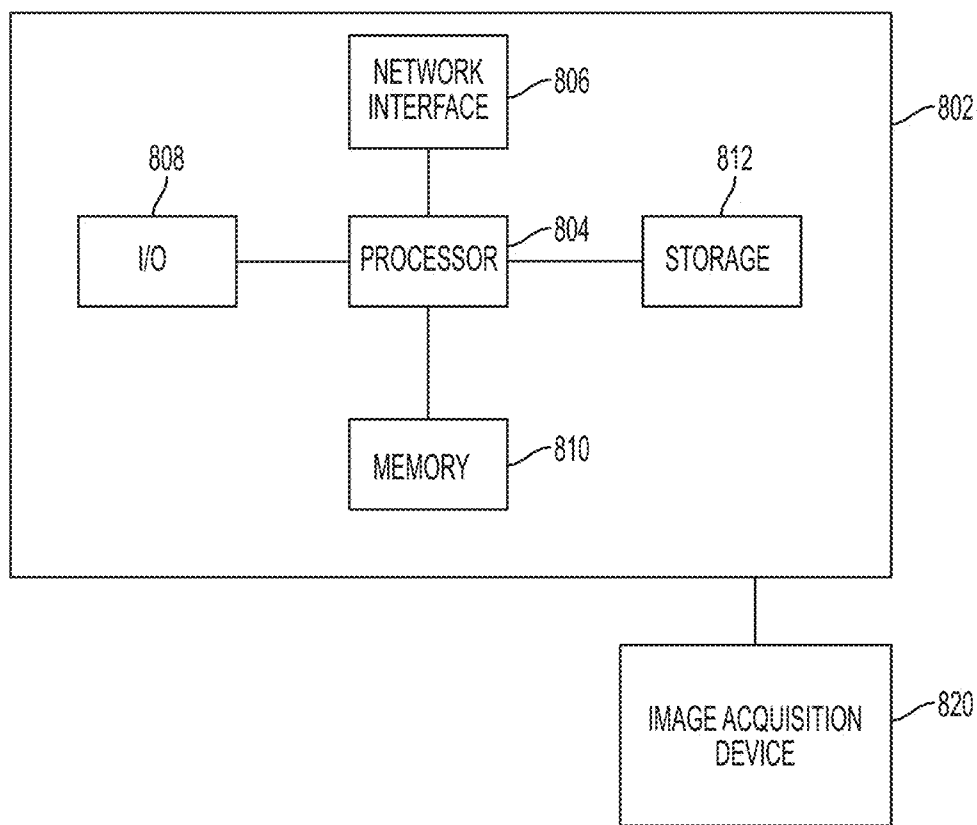 NETWORK
INTERFACE
806
802
808
812
I/O
PROCESSOR
804
STORAGE
MEMORY
810
IMAGE ACQUISITION
DEVICE
820